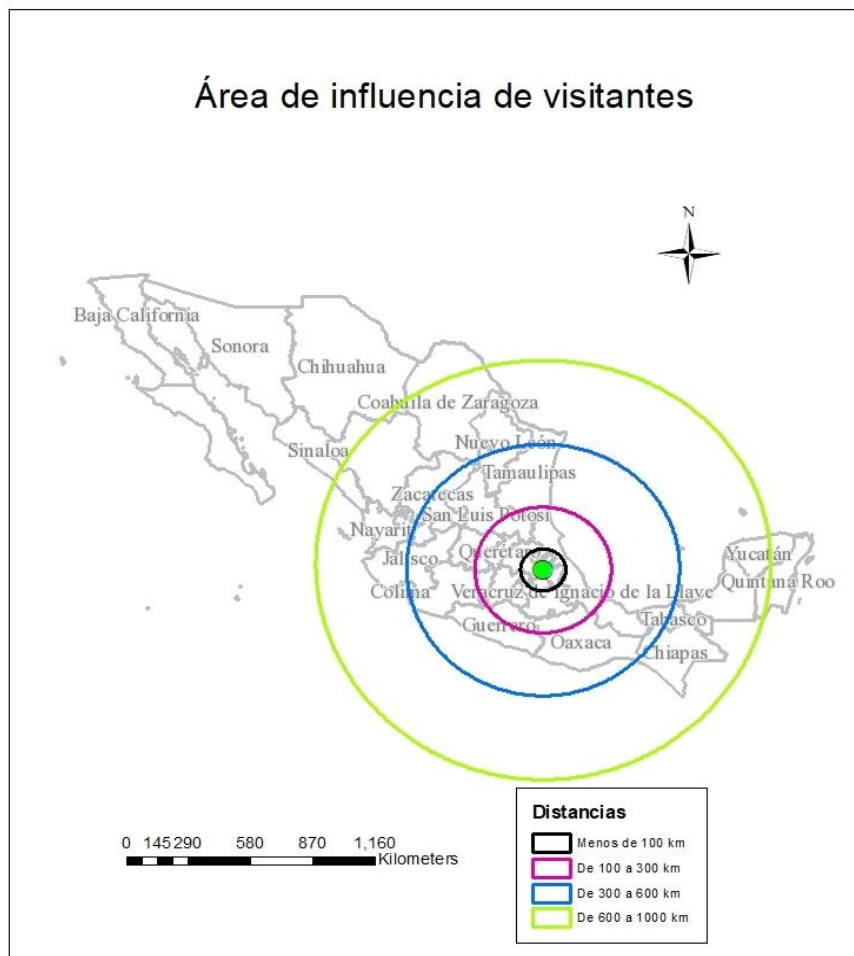 Área de influencia de visitantes
N
Baja California
Sonora
Chihuahua
Coahuila de Zaragoza
Sinaloa
Nuevo León
Tamaulipas
Zacatecas
San Luis Potosí
Nayarit
Jalisco
Querétaro
Yucatán
Colima
Veracruz de Ignacio de la Llave
Quintana Roo
Guerrero
Tabasco
Oaxaca
Chiapas
0 145 290 580 870 1,160
Kilometers
Distancias
Menos de 100 km
De 100 a 300 km
De 300 a 600 km
De 600 a 1000 km